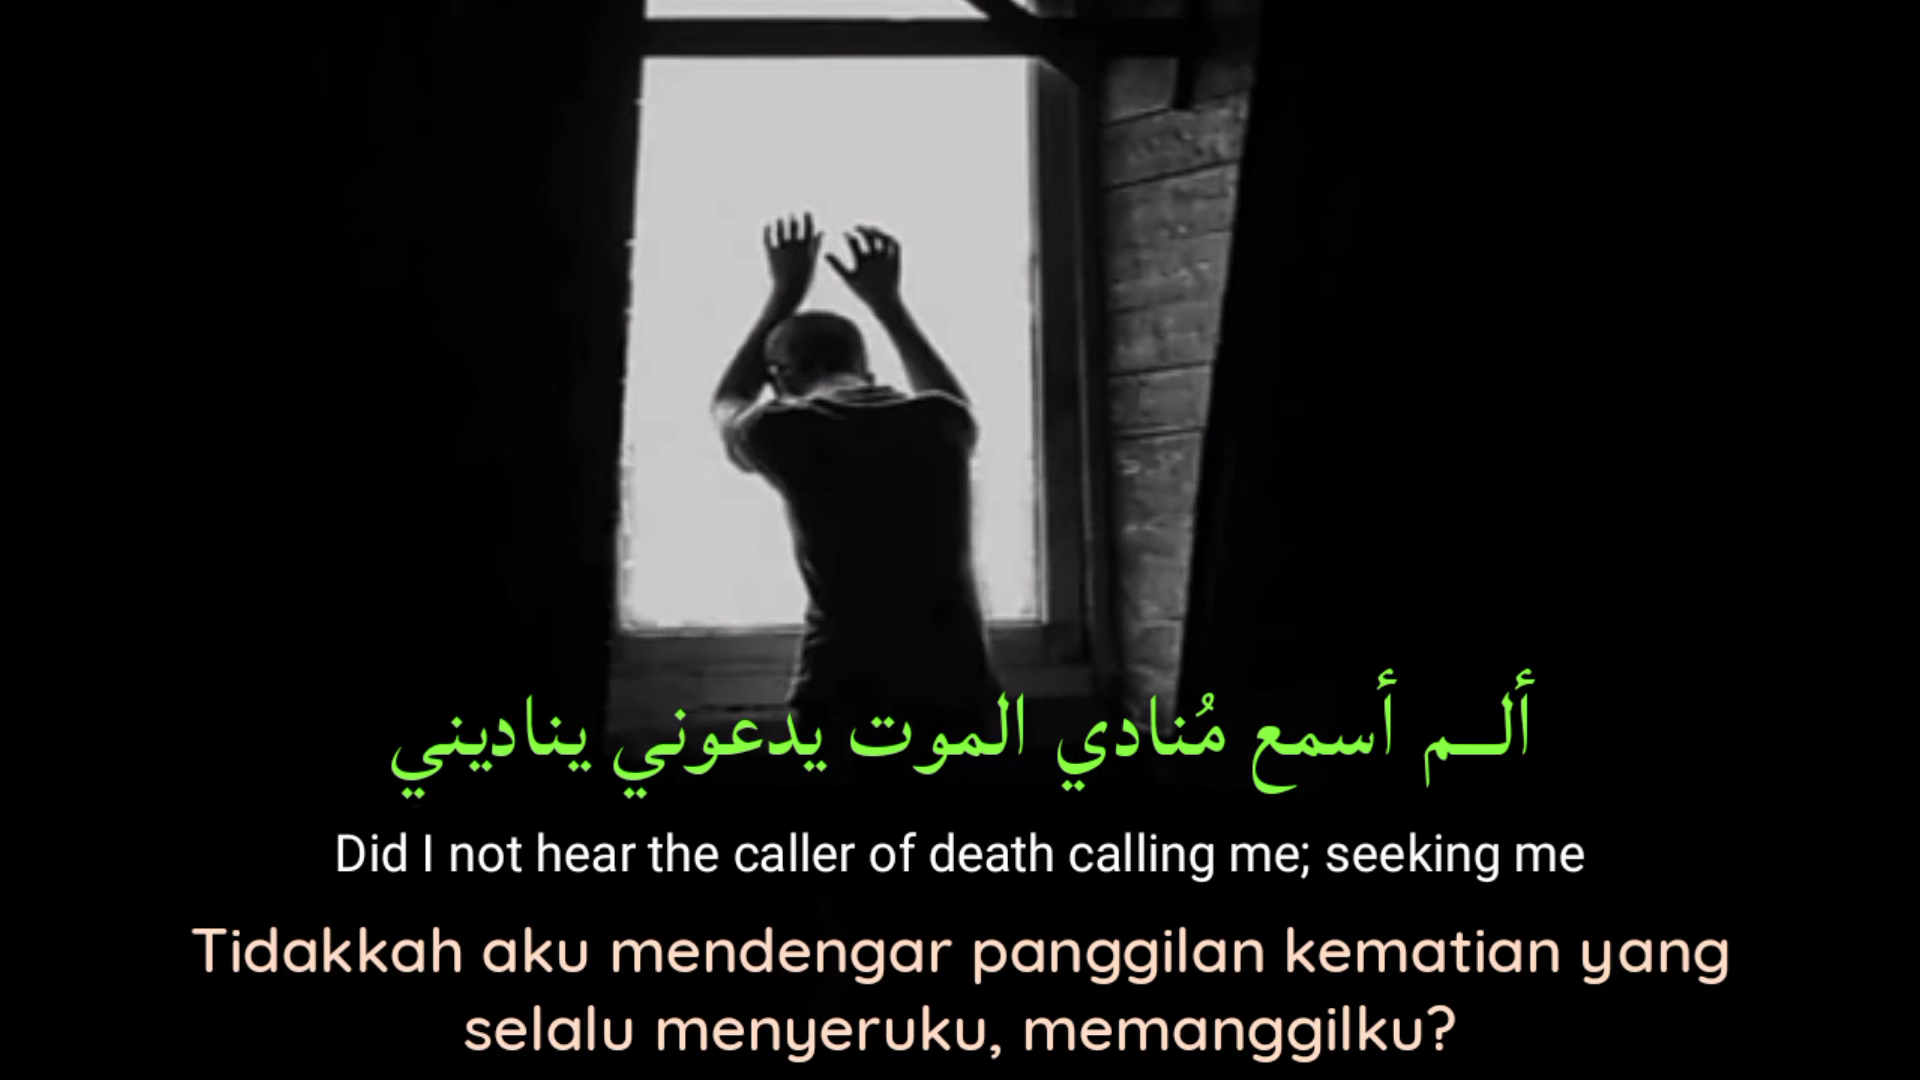 ألـــم أسمع مُنادي الموت يدعوني يناديني
Did I not hear the caller of death calling me; seeking me
Tidakkah aku mendengar panggilan kematian yang
selalu menyeruku, memanggilku?